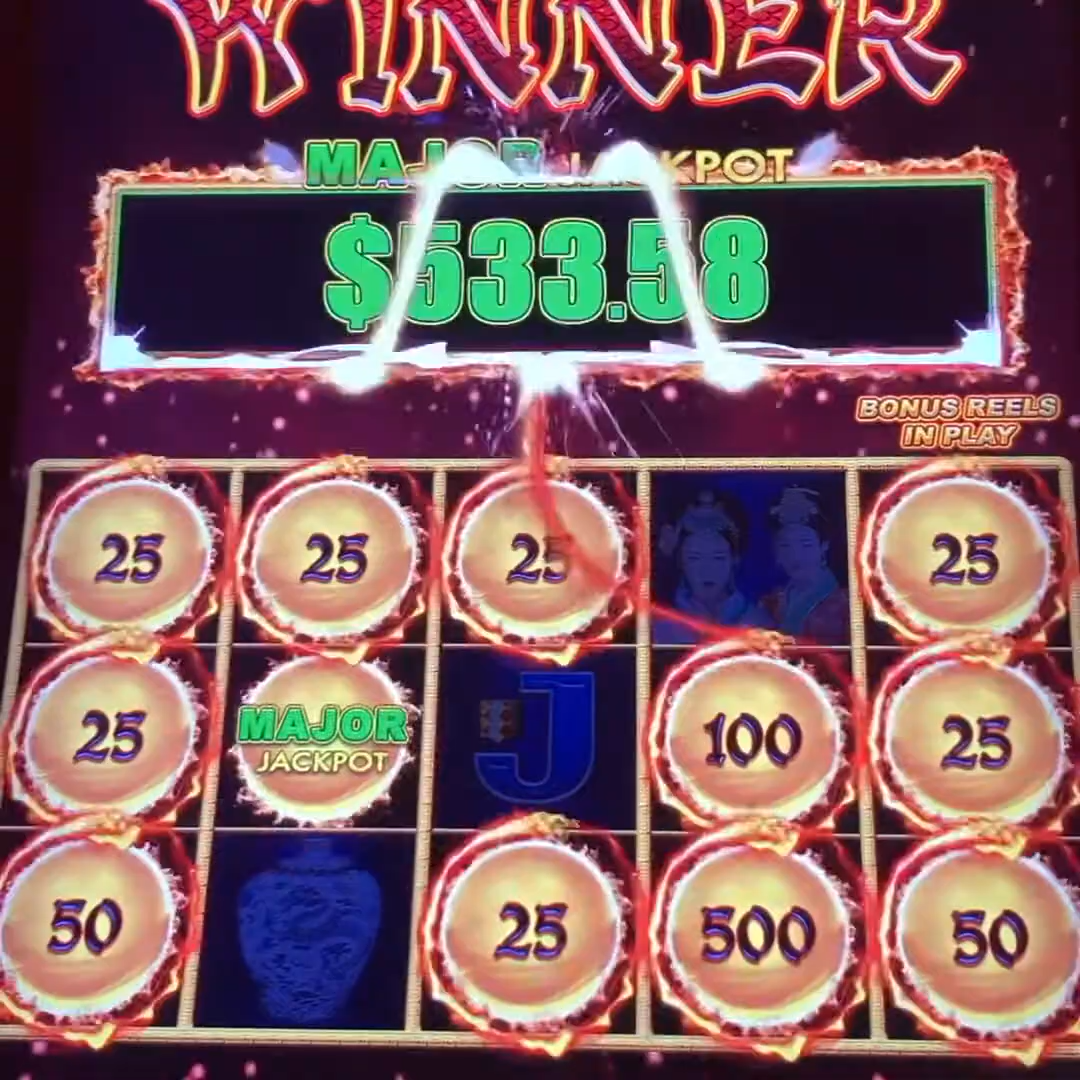 WINNER
MAJOR JACKPOT
$533.58
BONUS REELS
IN PLAY
25 25 25 25
25 MAJOR JACKPOT J 100 25
50 25 500 50